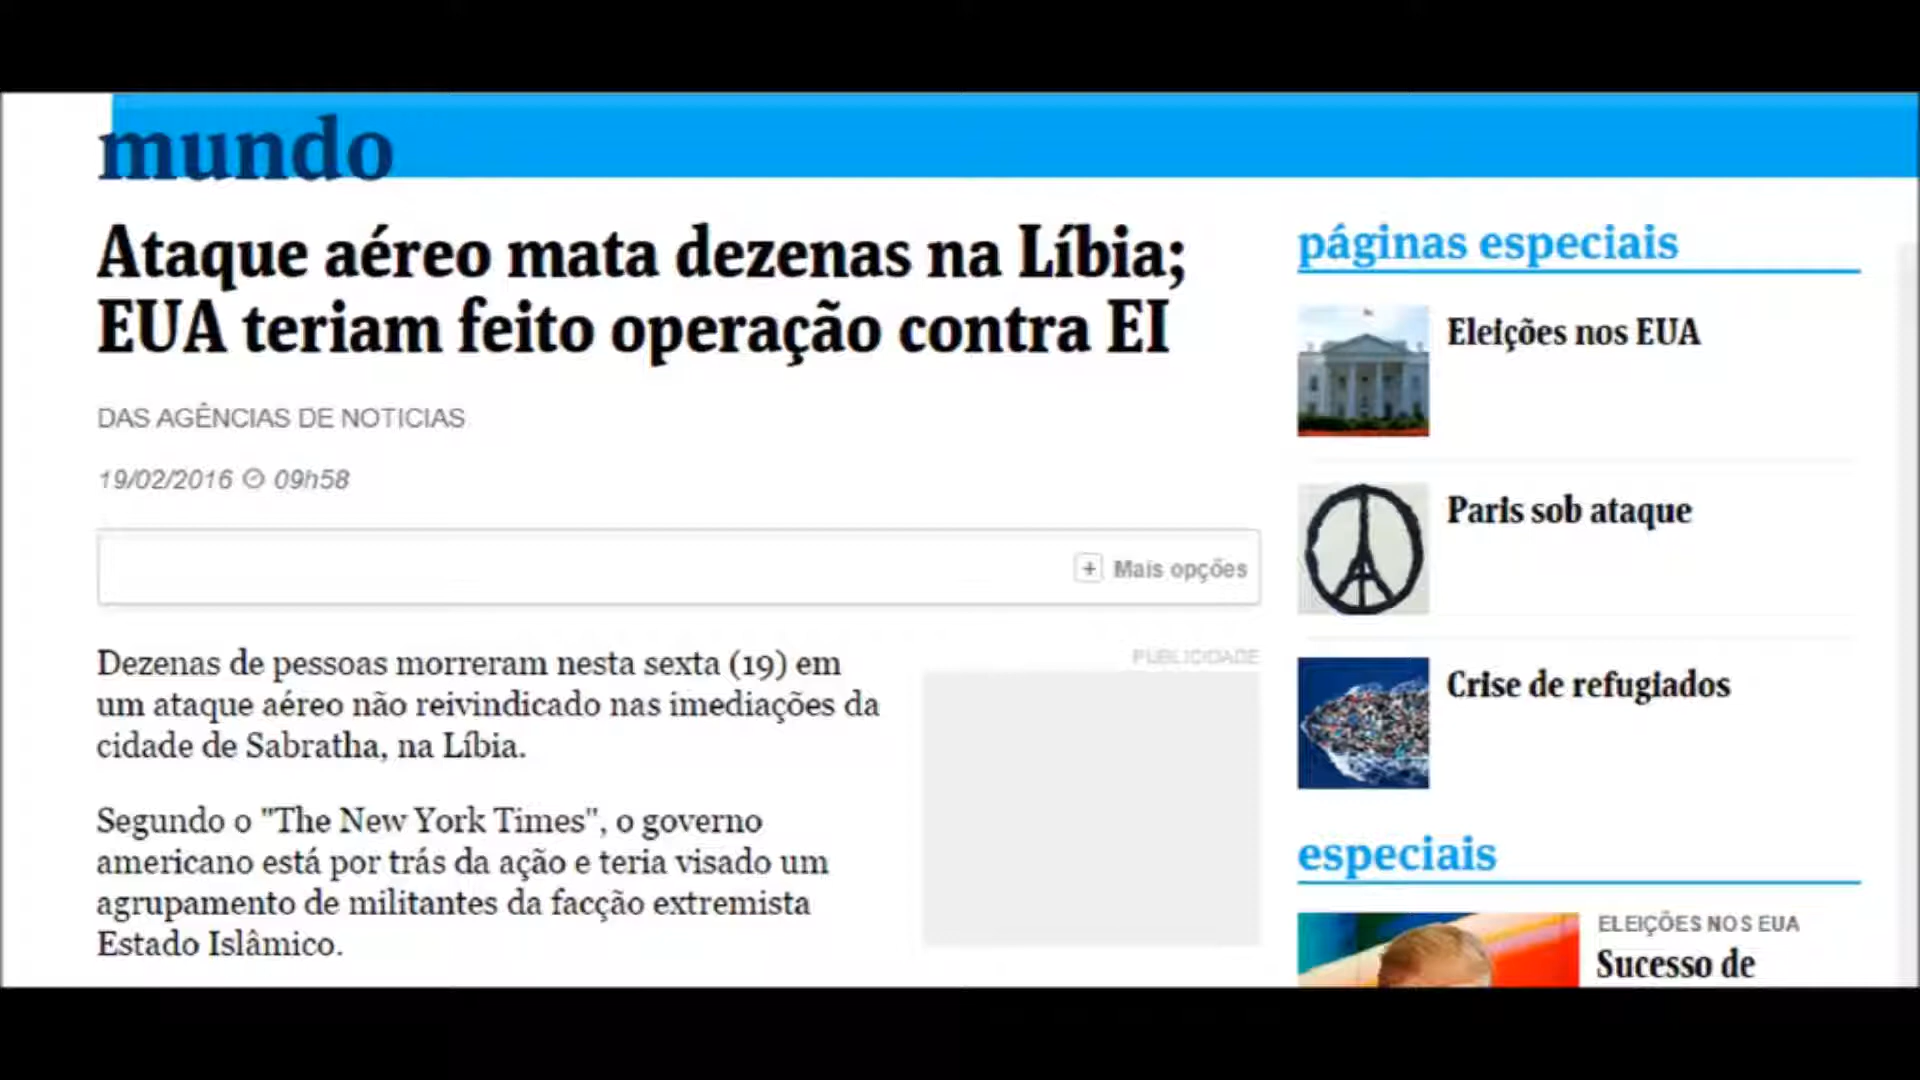 mundo
Ataque aéreo mata dezenas na Líbia;
EUA teriam feito operação contra EI
DAS AGÊNCIAS DE NOTICIAS
19/02/2016 09h58
+ Mais opções
Dezenas de pessoas morreram nesta sexta (19) em
um ataque aéreo não reivindicado nas imediações da
cidade de Sabratha, na Líbia.
Segundo o "The New York Times", o governo
americano está por trás da ação e teria visado um
agrupamento de militantes da facção extremista
Estado Islâmico.
PUBLICIDADE
páginas especiais
Eleições nos EUA
Paris sob ataque
Crise de refugiados
especiais
ELEIÇÕES NOS EUA
Sucesso de